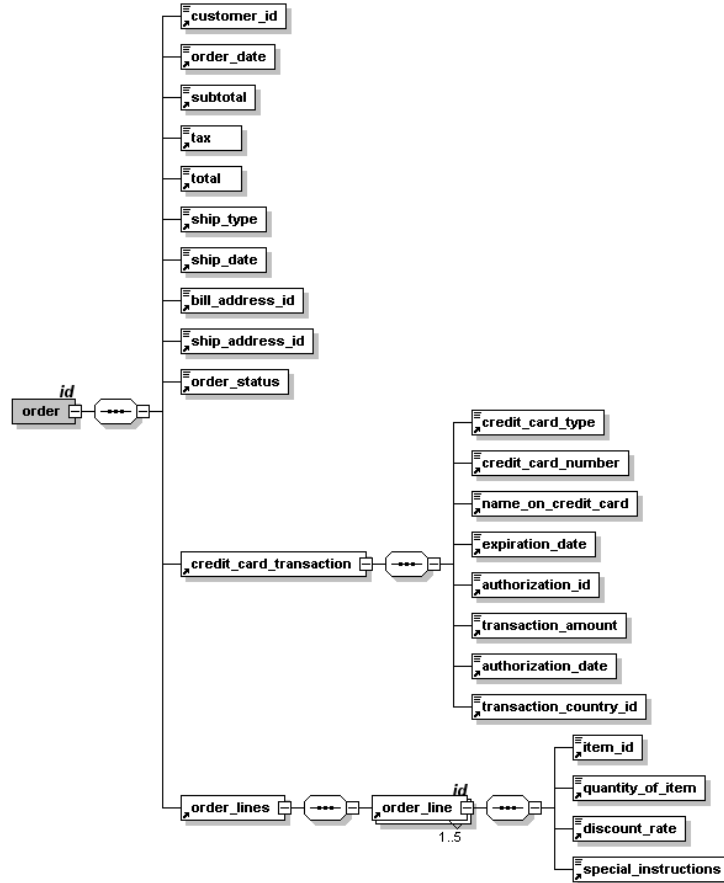 customer_id
order_date
subtotal
tax
total
ship_type
ship_date
bill_address_id
ship_address_id
order_status
id
order
credit_card_transaction
credit_card_type
credit_card_number
name_on_credit_card
expiration_date
authorization_id
transaction_amount
authorization_date
transaction_country_id
order_lines
id
order_line
1..5
item_id
quantity_of_item
discount_rate
special_instructions